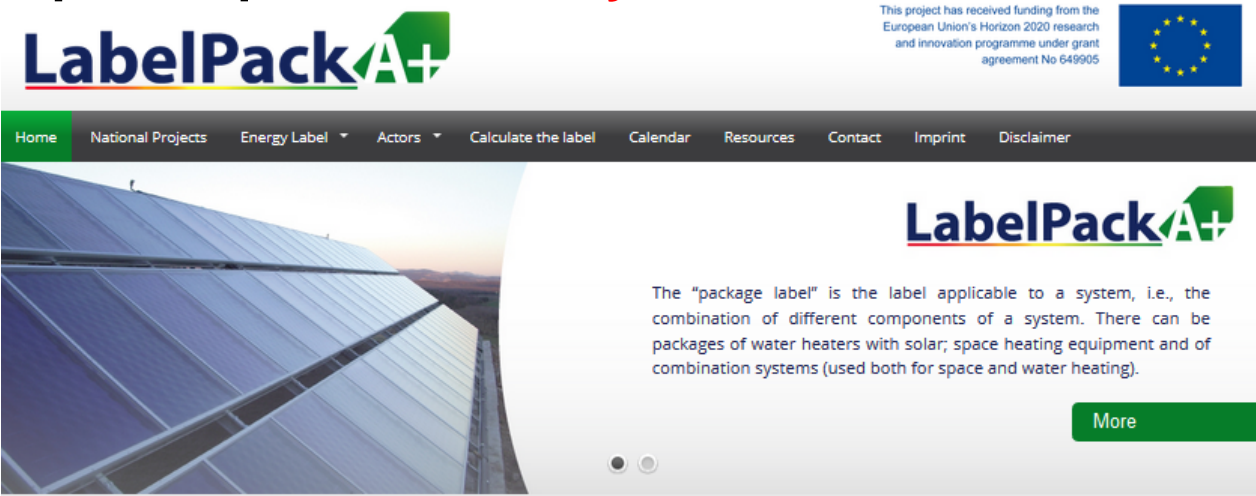 LabelPack A+
This project has received funding from the
European Union's Horizon 2020 research
and innovation programme under grant
agreement No 649905
Home National Projects Energy Label Actors Calculate the label Calendar Resources Contact Imprint Disclaimer
LabelPack A+
The “package label” is the label applicable to a system, i.e., the
combination of different components of a system. There can be
packages of water heaters with solar; space heating equipment and of
combination systems (used both for space and water heating).
More